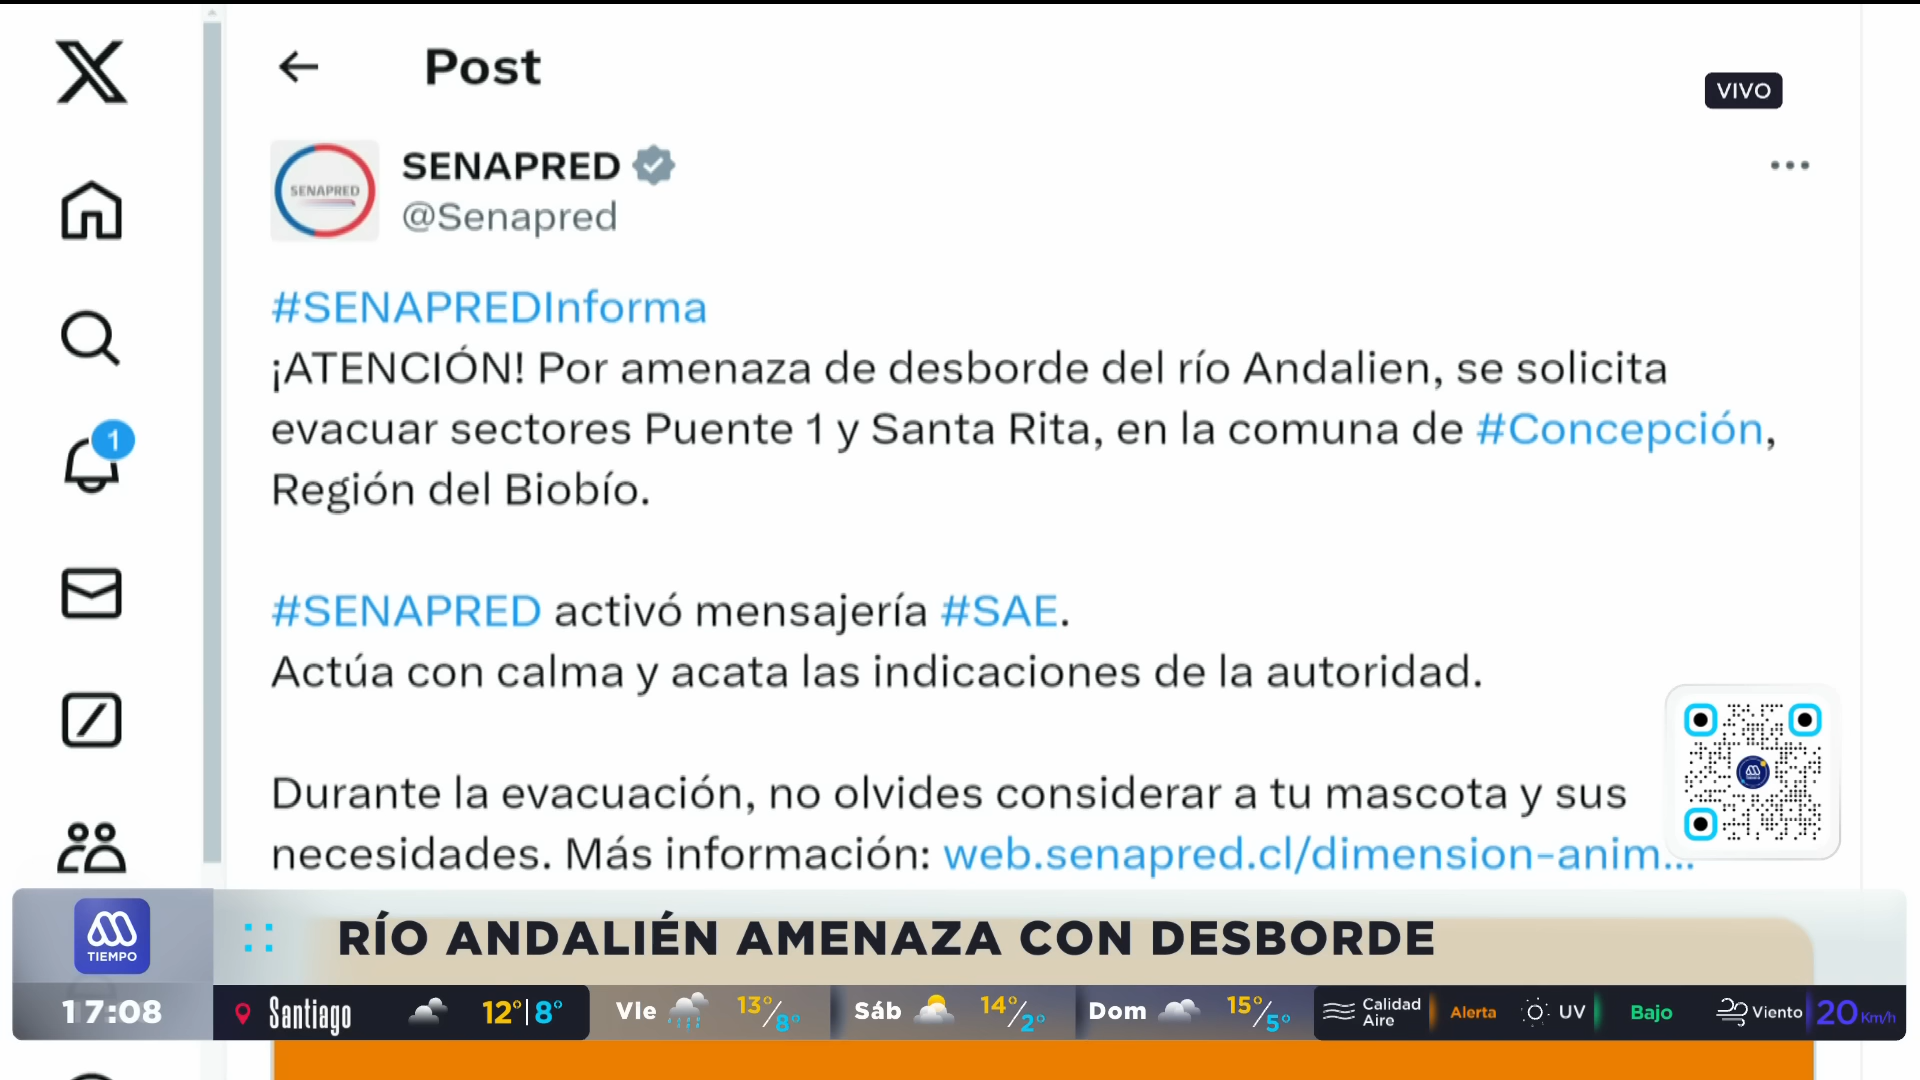 Post
VIVO
SENAPRED
SENAPRED
@Senapred
#SENAPREDInforma
¡ATENCIÓN! Por amenaza de desborde del río Andalien, se solicita
evacuar sectores Puente 1 y Santa Rita, en la comuna de #Concepción,
Región del Biobío.
1
#SENAPRED activó mensajería #SAE.
Actúa con calma y acata las indicaciones de la autoridad.
Durante la evacuación, no olvides considerar a tu mascota y sus
necesidades. Más información: web.senapred.cl/dimension-anim...
TIEMPO
RÍO ANDALIÉN AMENAZA CON DESBORDE
17:08
Santiago 12°|8°
Vie 13°/8°
Sáb 14°/2°
Dom 15°/5°
Calidad
Aire
Alerta
UV Bajo
Viento 20 Km/h